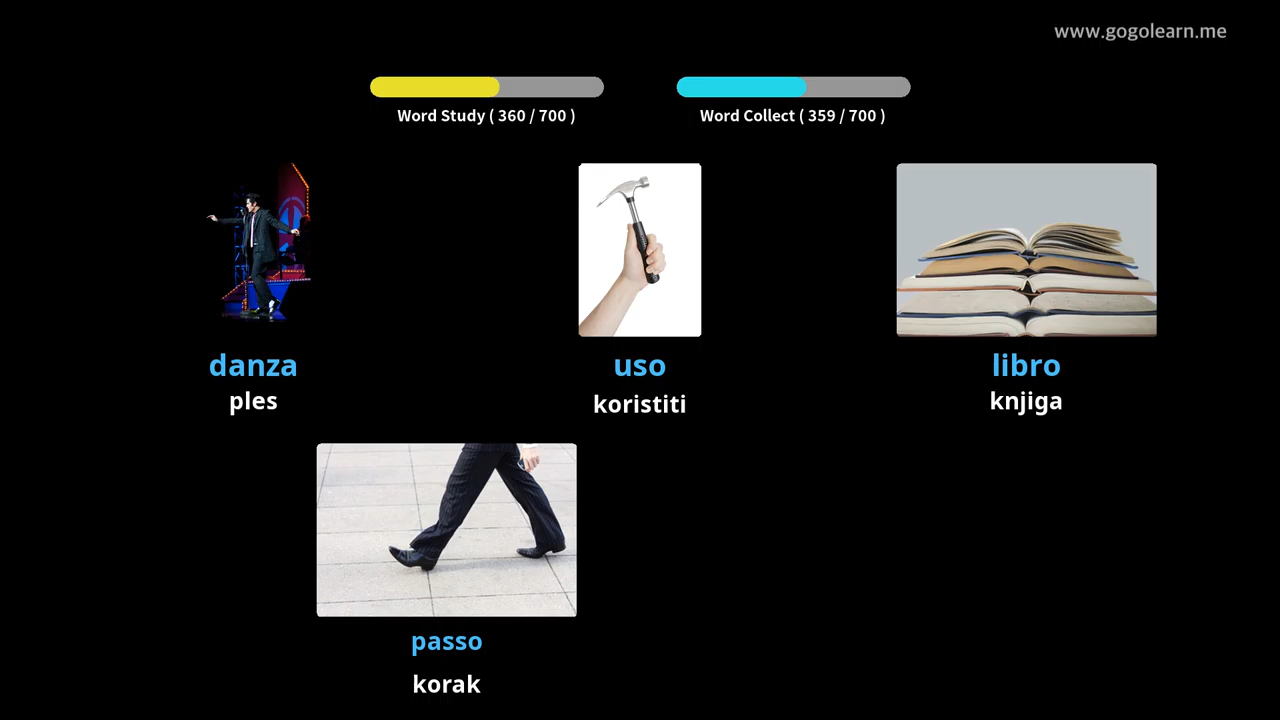 www.gogolearn.me
Word Study ( 360 / 700 )
Word Collect ( 359 / 700 )
danza
ples
uso
koristiti
libro
knjiga
passo
korak